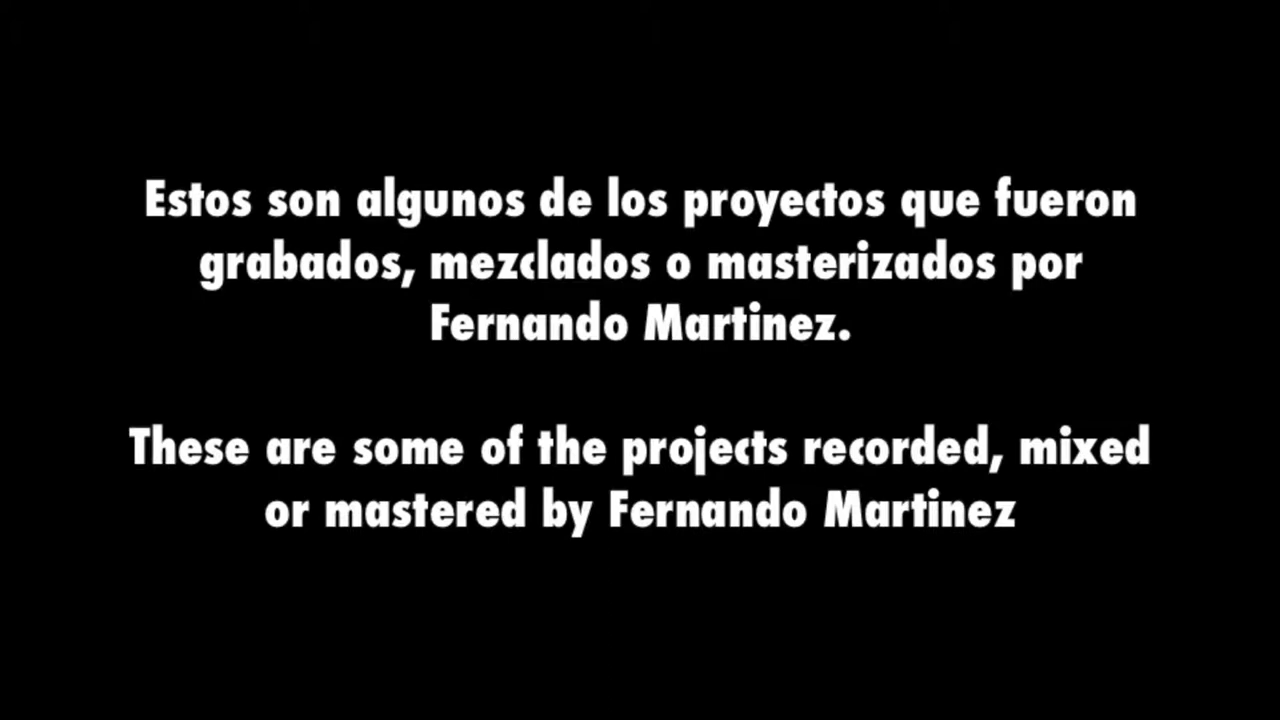 Estos son algunos de los proyectos que fueron
grabados, mezclados o masterizados por
Fernando Martinez.
These are some of the projects recorded, mixed
or mastered by Fernando Martinez